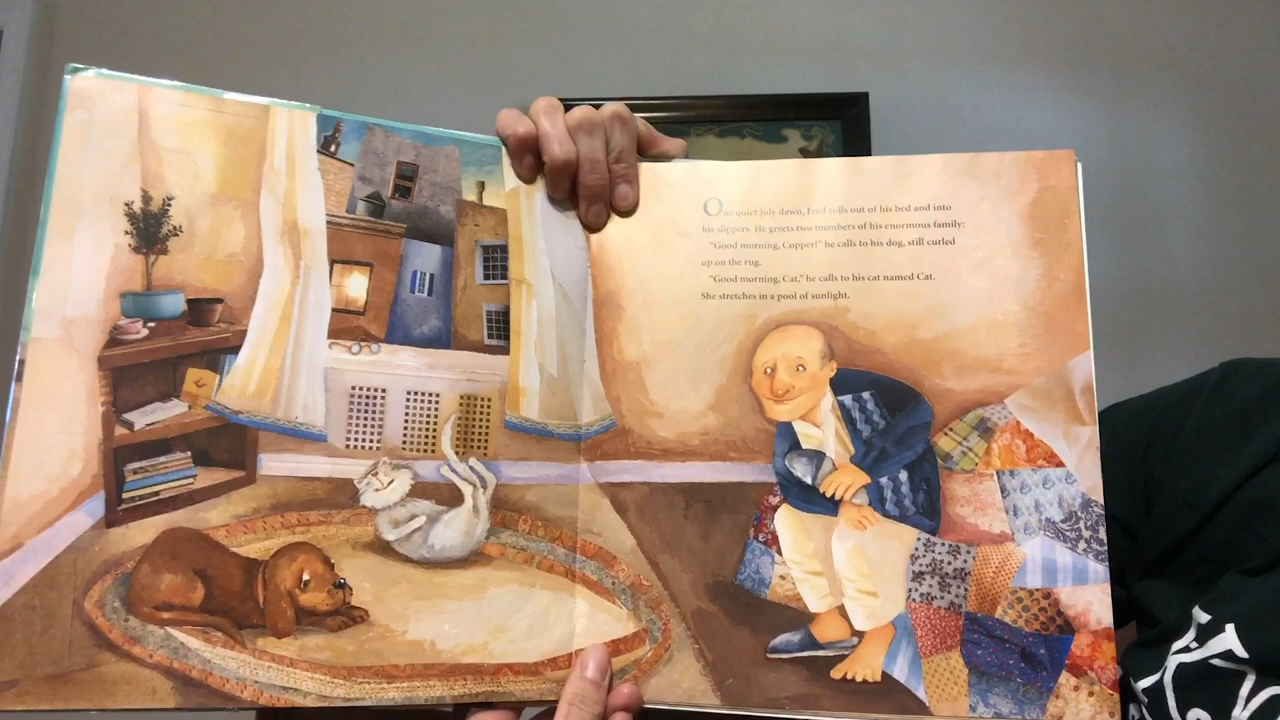 One quiet July dawn, Fred rolls out of his bed and into
his slippers. He greets two members of his enormous family:
"Good morning, Copper!" he calls to his dog, still curled
up on the rug.
"Good morning, Cat," he calls to his cat named Cat.
She stretches in a pool of sunlight.